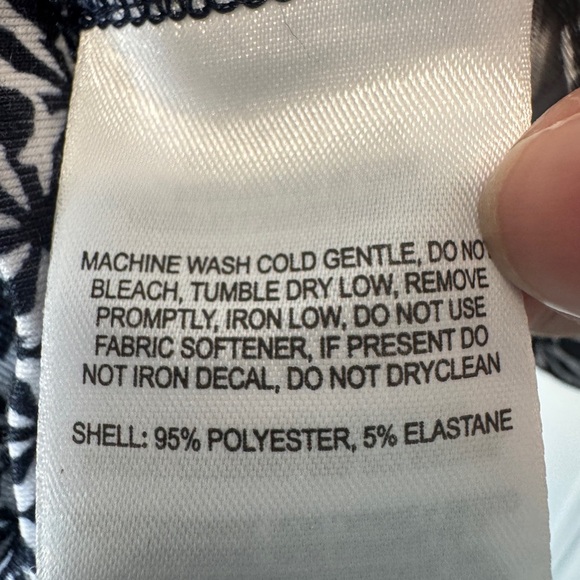 MACHINE WASH COLD GENTLE, DO NOT
BLEACH, TUMBLE DRY LOW, REMOVE
PROMPTLY, IRON LOW, DO NOT USE
FABRIC SOFTENER, IF PRESENT DO
NOT IRON DECAL, DO NOT DRYCLEAN
SHELL: 95% POLYESTER, 5% ELASTANE